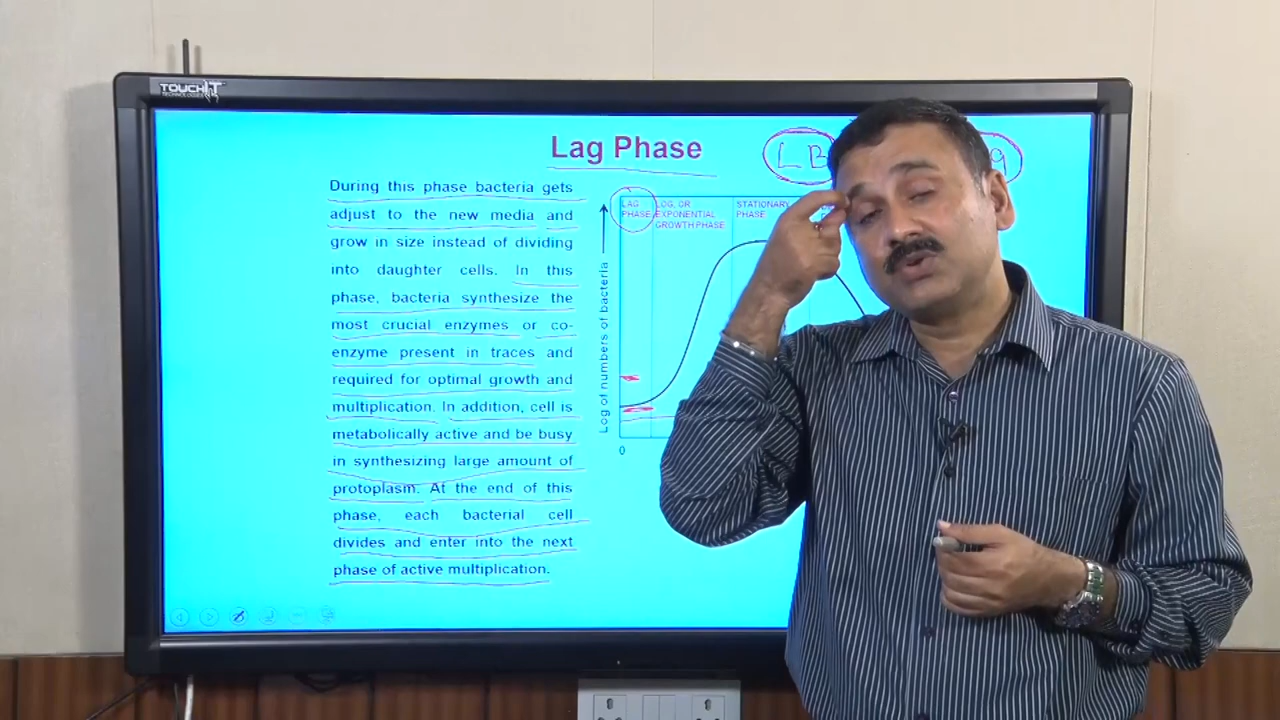 TOUCHIT
TECHNOLOGIES
Lag Phase
LB
9
During this phase bacteria gets
adjust to the new media and
grow in size instead of dividing
into daughter cells. In this
phase, bacteria synthesize the
most crucial enzymes or co-
enzyme present in traces and
required for optimal growth and
multiplication. In addition, cell is
metabolically active and be busy
in synthesizing large amount of
protoplasm. At the end of this
phase, each bacterial cell
divides and enter into the next
phase of active multiplication.
LAG
PHASE
LOG, OR
EXPONENTIAL
GROWTH PHASE
STATIONARY
PHASE
Log of numbers of bacteria
0